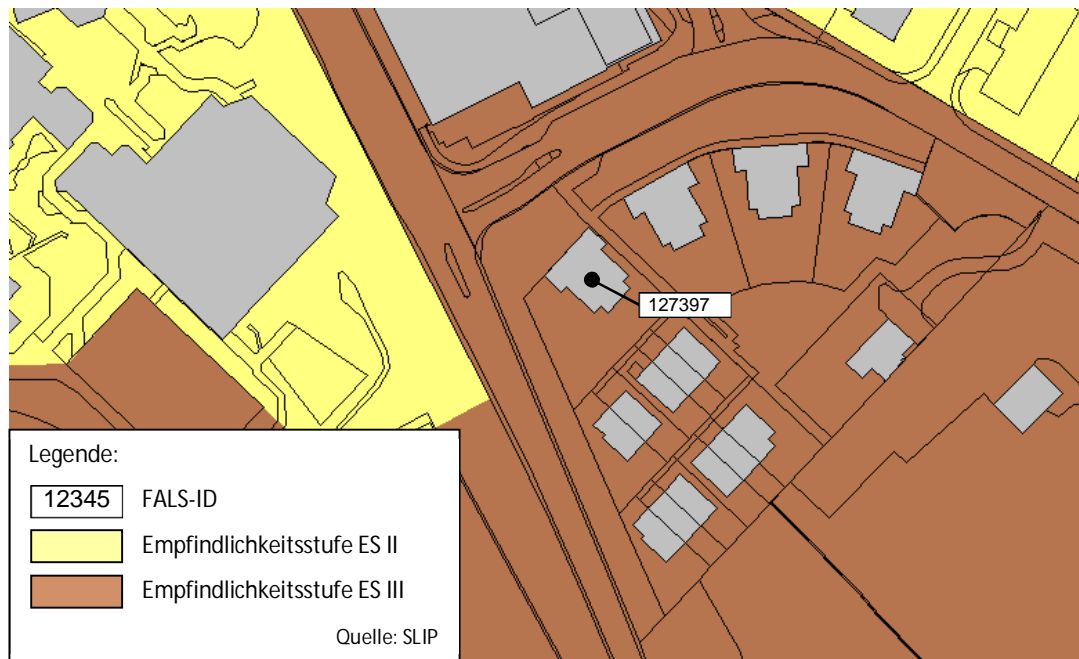 127397
Legende:
12345 FALS-ID
Empfindlichkeitsstufe ES II
Empfindlichkeitsstufe ES III
Quelle: SLIP